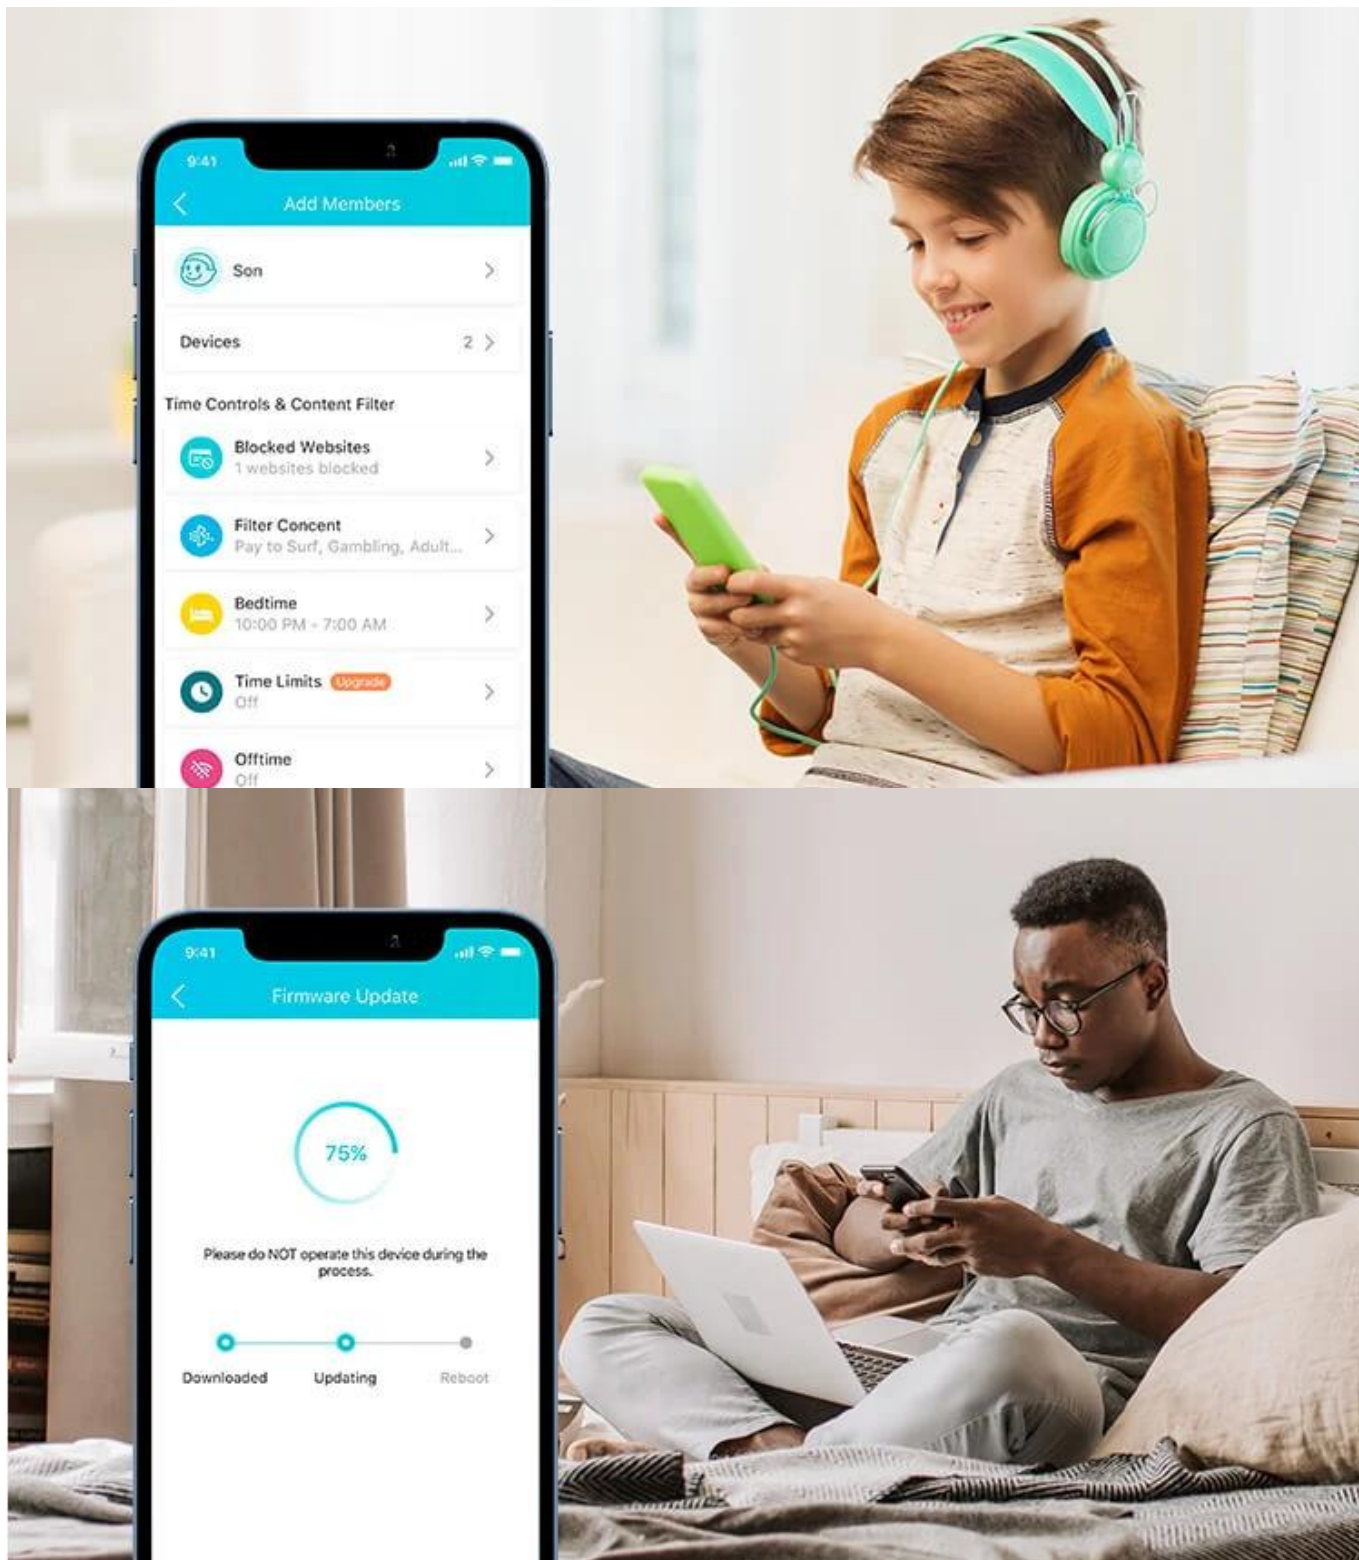 9:41
Add Members
Son
Devices 2
Time Controls & Content Filter
Blocked Websites
1 websites blocked
Filter Concent
Pay to Surf, Gambling, Adult...
Bedtime
10:00 PM - 7:00 AM
Time Limits Upgrade
Off
Offtime
Off
9:41
Firmware Update
75%
Please do NOT operate this device during the
process.
Downloaded Updating Reboot